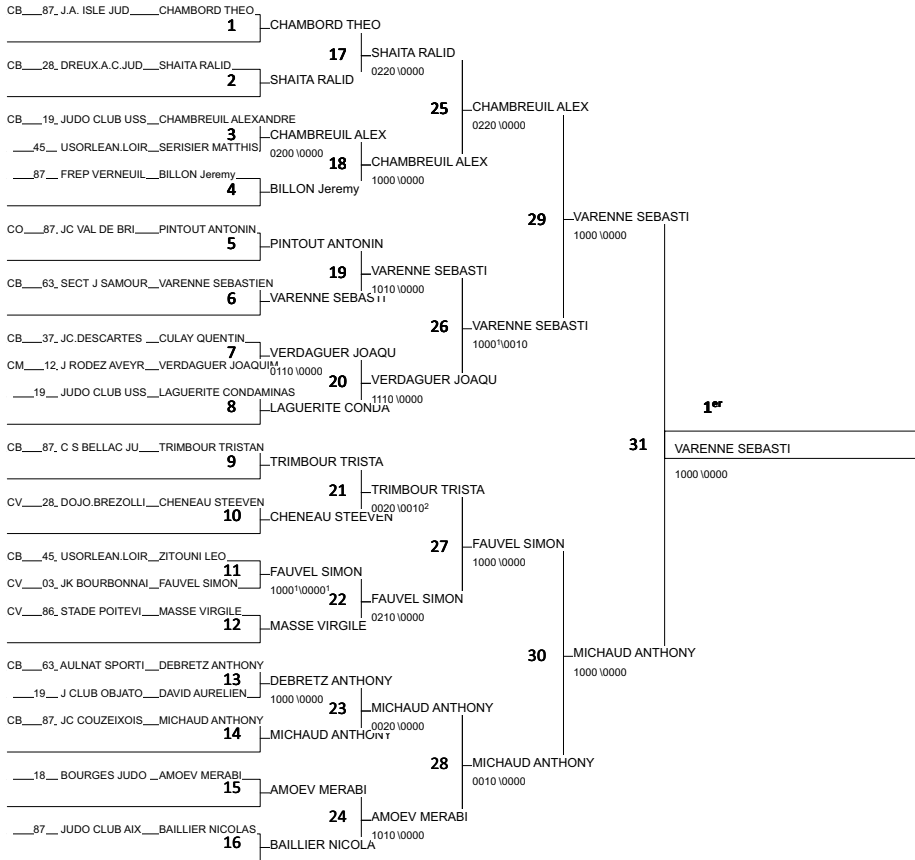 CB 87 J.A. ISLE JUD CHAMBORD THEO
1 CHAMBORD THEO
17 SHAITA RALID
0220 \0000
CB 28 DREUX.A.C.JUD SHAITA RALID
2 SHAITA RALID
25 CHAMBREUIL ALEX
0220 \0000
CB 19 JUDO CLUB USS CHAMBREUIL ALEXANDRE
3 CHAMBREUIL ALEX
0200 \0000
45 USORLEAN.LOIR SERISIER MATTHIS
18 CHAMBREUIL ALEX
1000 \0000
87 FREP VERNEUIL BILLON Jeremy
4 BILLON Jeremy
29 VARENNE SEBASTI
1000 \0000
CO 87 JC VAL DE BRI PINTOUT ANTONIN
5 PINTOUT ANTONIN
19 VARENNE SEBASTI
1010 \0000
CB 63 SECT J SAMOUR VARENNE SEBASTIEN
6 VARENNE SEBASTI
26 VARENNE SEBASTI
1000¹\0010
CB 37 JC.DESCARTES CULAY QUENTIN
7 VERDAGUER JOAQU
0110 \0000
CM 12 J RODEZ AVEYR VERDAGUER JOAQUIM
20 VERDAGUER JOAQU
1110 \0000
19 JUDO CLUB USS LAGUERITE CONDAMINAS
8 LAGUERITE CONDA
1er
31 VARENNE SEBASTI
1000 \0000
CB 87 C S BELLAC JU TRIMBOUR TRISTAN
9 TRIMBOUR TRISTA
21 TRIMBOUR TRISTA
0020 \0010²
CV 28 DOJO.BREZOLLI CHENEAU STEEVEN
10 CHENEAU STEEVEN
27 FAUVEL SIMON
1000 \0000
CB 45 USORLEAN.LOIR ZITOUNI LEO
11 FAUVEL SIMON
1000¹\0000¹
CV 03 JK BOURBONNAI FAUVEL SIMON
22 FAUVEL SIMON
0210 \0000
CV 86 STADE POITEVI MASSE VIRGILE
12 MASSE VIRGILE
30 MICHAUD ANTHONY
1000 \0000
CB 63 AULNAT SPORTI DEBRETZ ANTHONY
13 DEBRETZ ANTHONY
1000 \0000
19 J CLUB OBJATO DAVID AURELIEN
23 MICHAUD ANTHONY
0020 \0000
CB 87 JC COUZEIXOIS MICHAUD ANTHONY
14 MICHAUD ANTHONY
28 MICHAUD ANTHONY
0010 \0000
18 BOURGES JUDO AMOEV MERABI
15 AMOEV MERABI
24 AMOEV MERABI
1010 \0000
87 JUDO CLUB AIX BAILLIER NICOLAS
16 BAILLIER NICOLA